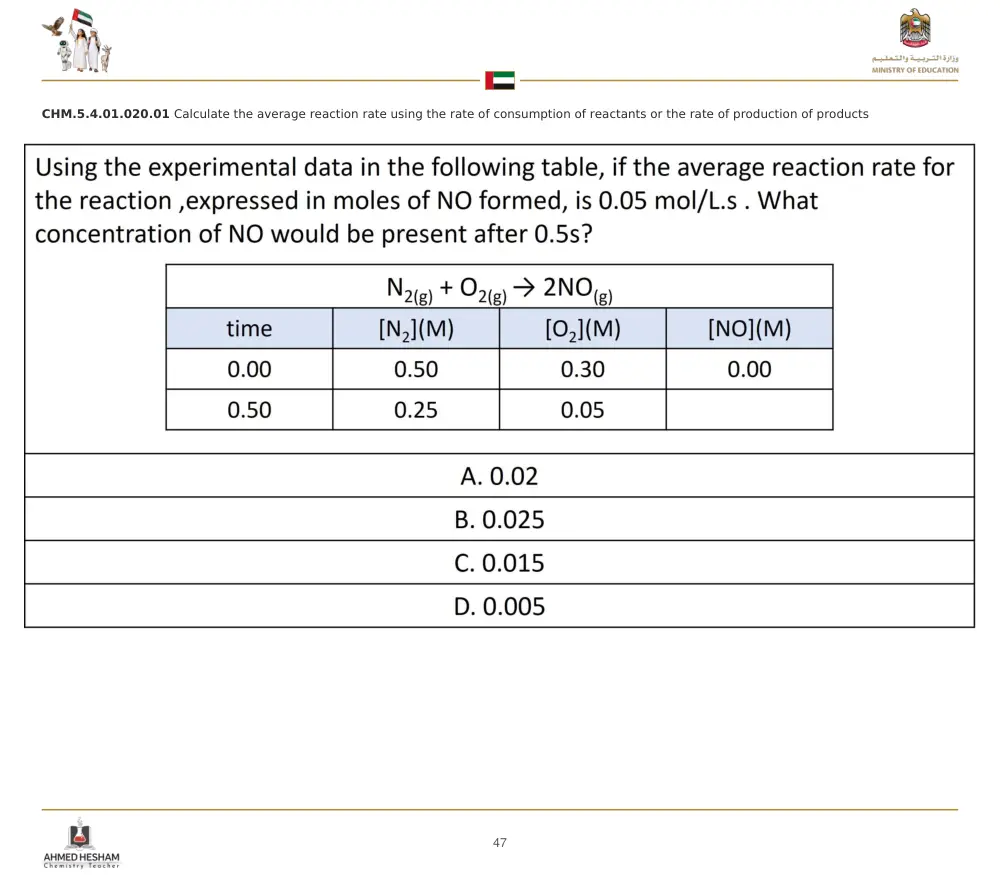 وزارة التربية والتعليم
MINISTRY OF EDUCATION
CHM.5.4.01.020.01 Calculate the average reaction rate using the rate of consumption of reactants or the rate of production of products
Using the experimental data in the following table, if the average reaction rate for
the reaction ,expressed in moles of NO formed, is 0.05 mol/L.s . What
concentration of NO would be present after 0.5s?
N₂(g) + O₂(g) → 2NO(g)
time [N₂](M) [O₂](M) [NO](M)
0.00 0.50 0.30 0.00
0.50 0.25 0.05
A. 0.02
B. 0.025
C. 0.015
D. 0.005
47
AHMED HESHAM
Chemistry Teacher